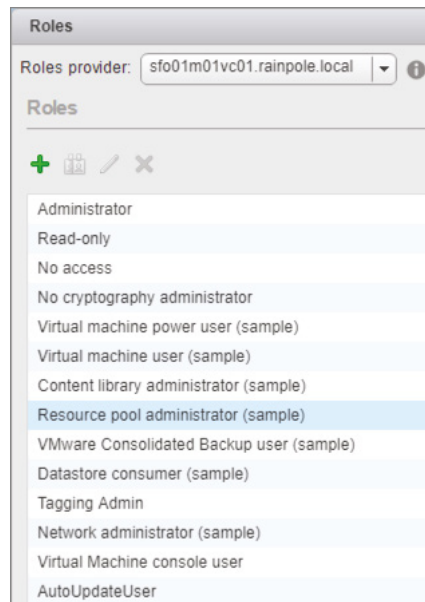 Roles
Roles provider: sfo01m01vc01.rainpole.local
Roles
Administrator
Read-only
No access
No cryptography administrator
Virtual machine power user (sample)
Virtual machine user (sample)
Content library administrator (sample)
Resource pool administrator (sample)
VMware Consolidated Backup user (sample)
Datastore consumer (sample)
Tagging Admin
Network administrator (sample)
Virtual Machine console user
AutoUpdateUser